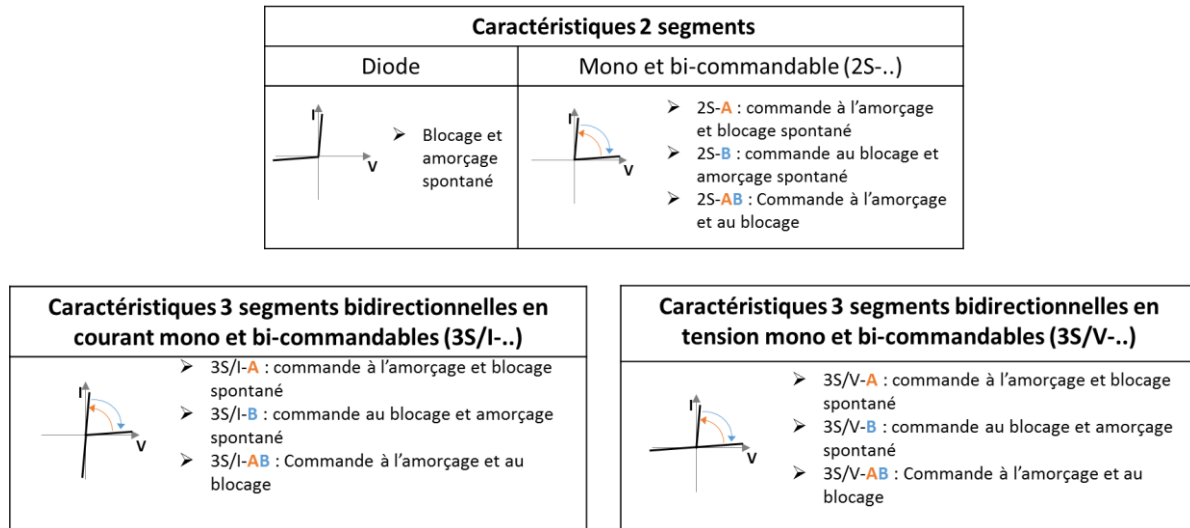 Caractéristiques 2 segments
Diode
Mono et bi-commandable (2S-..)
I
V
➤ Blocage et
amorçage
spontané
I
V
➤ 2S-A : commande à l’amorçage
et blocage spontané
➤ 2S-B : commande au blocage et
amorçage spontané
➤ 2S-AB : Commande à l’amorçage
et au blocage
Caractéristiques 3 segments bidirectionnelles en
courant mono et bi-commandables (3S/I-..)
I
V
➤ 3S/I-A : commande à l’amorçage et blocage
spontané
➤ 3S/I-B : commande au blocage et amorçage
spontané
➤ 3S/I-AB : Commande à l’amorçage et au
blocage
Caractéristiques 3 segments bidirectionnelles en
tension mono et bi-commandables (3S/V-..)
I
V
➤ 3S/V-A : commande à l’amorçage et blocage
spontané
➤ 3S/V-B : commande au blocage et amorçage
spontané
➤ 3S/V-AB : Commande à l’amorçage et au
blocage